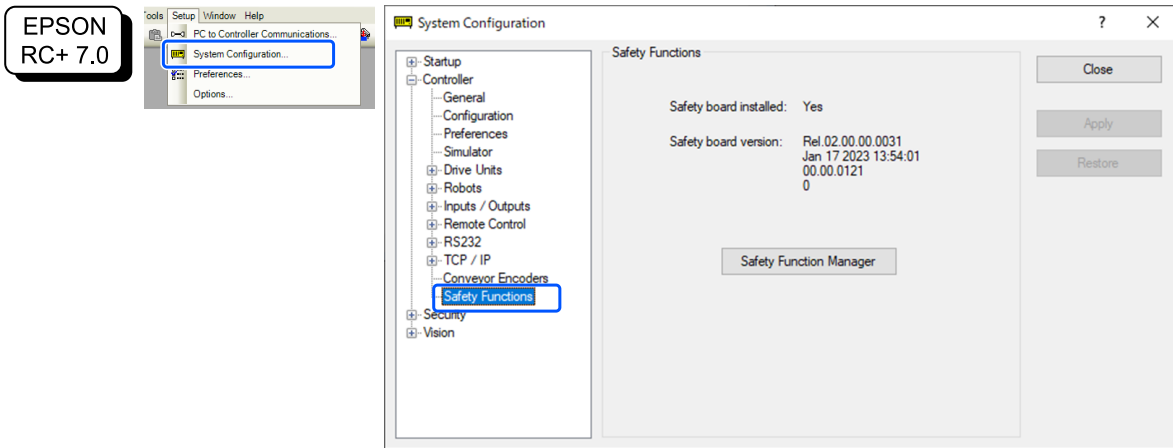 EPSON
RC+ 7.0
Tools Setup Window Help
PC to Controller Communications...
System Configuration...
Preferences...
Options...
System Configuration
?
Startup
Controller
General
Configuration
Preferences
Simulator
Drive Units
Robots
Inputs / Outputs
Remote Control
RS232
TCP / IP
Conveyor Encoders
Safety Functions
Security
Vision
Safety Functions
Safety board installed: Yes
Safety board version: Rel.02.00.00.0031
Jan 17 2023 13:54:01
00.00.0121
0
Safety Function Manager
Close
Apply
Restore